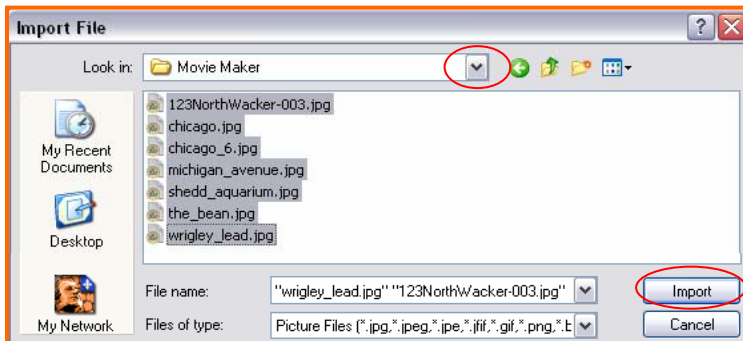 Import File
Look in: Movie Maker
My Recent
Documents
Desktop
My Network
123NorthWacker-003.jpg
chicago.jpg
chicago_6.jpg
michigan_avenue.jpg
shedd_aquarium.jpg
the_bean.jpg
wrigley_lead.jpg
File name: "wrigley_lead.jpg" "123NorthWacker-003.jpg" Import
Files of type: Picture Files (*.jpg,*.jpeg,*.jpe,*.jfif,*.gif,*.png,*.t Cancel